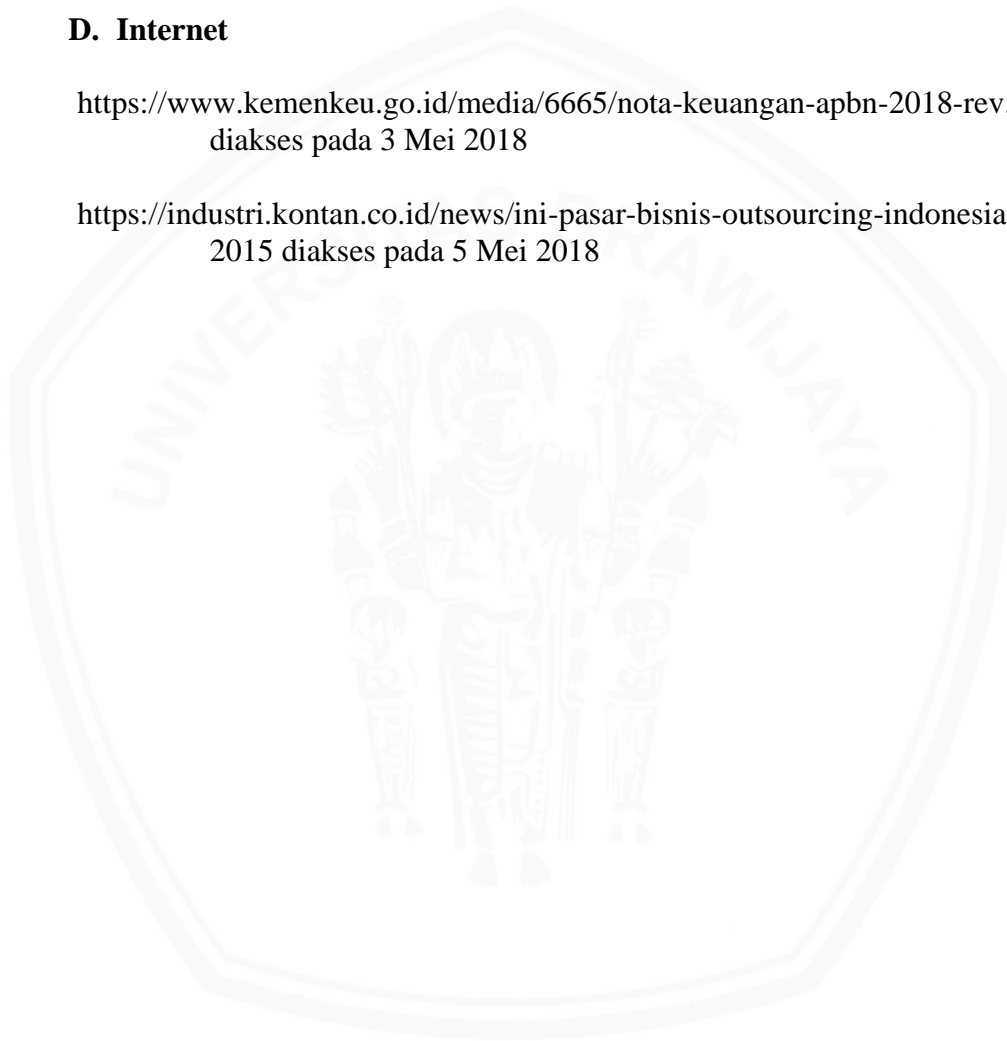 D. Internet
https://www.kemenkeu.go.id/media/6665/nota-keuangan-apbn-2018-rev.
diakses pada 3 Mei 2018
https://industri.kontan.co.id/news/ini-pasar-bisnis-outsourcing-indonesia
2015 diakses pada 5 Mei 2018
UNIVERSITAS BRAWIJAYA